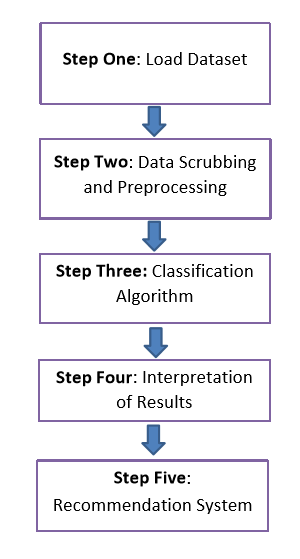 Step One: Load Dataset
Step Two: Data Scrubbing
and Preprocessing
Step Three: Classification
Algorithm
Step Four: Interpretation
of Results
Step Five:
Recommendation System